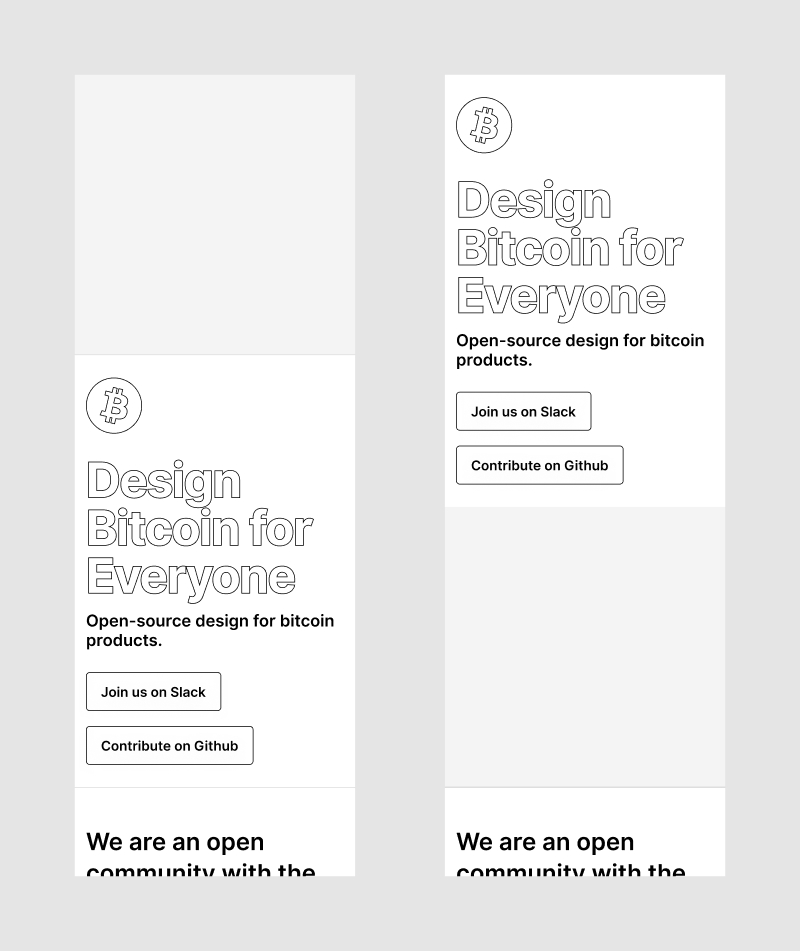 Design
Bitcoin for
Everyone
Open-source design for bitcoin
products.
Join us on Slack
Contribute on Github
We are an open
community with the
Design
Bitcoin for
Everyone
Open-source design for bitcoin
products.
Join us on Slack
Contribute on Github
We are an open
community with the